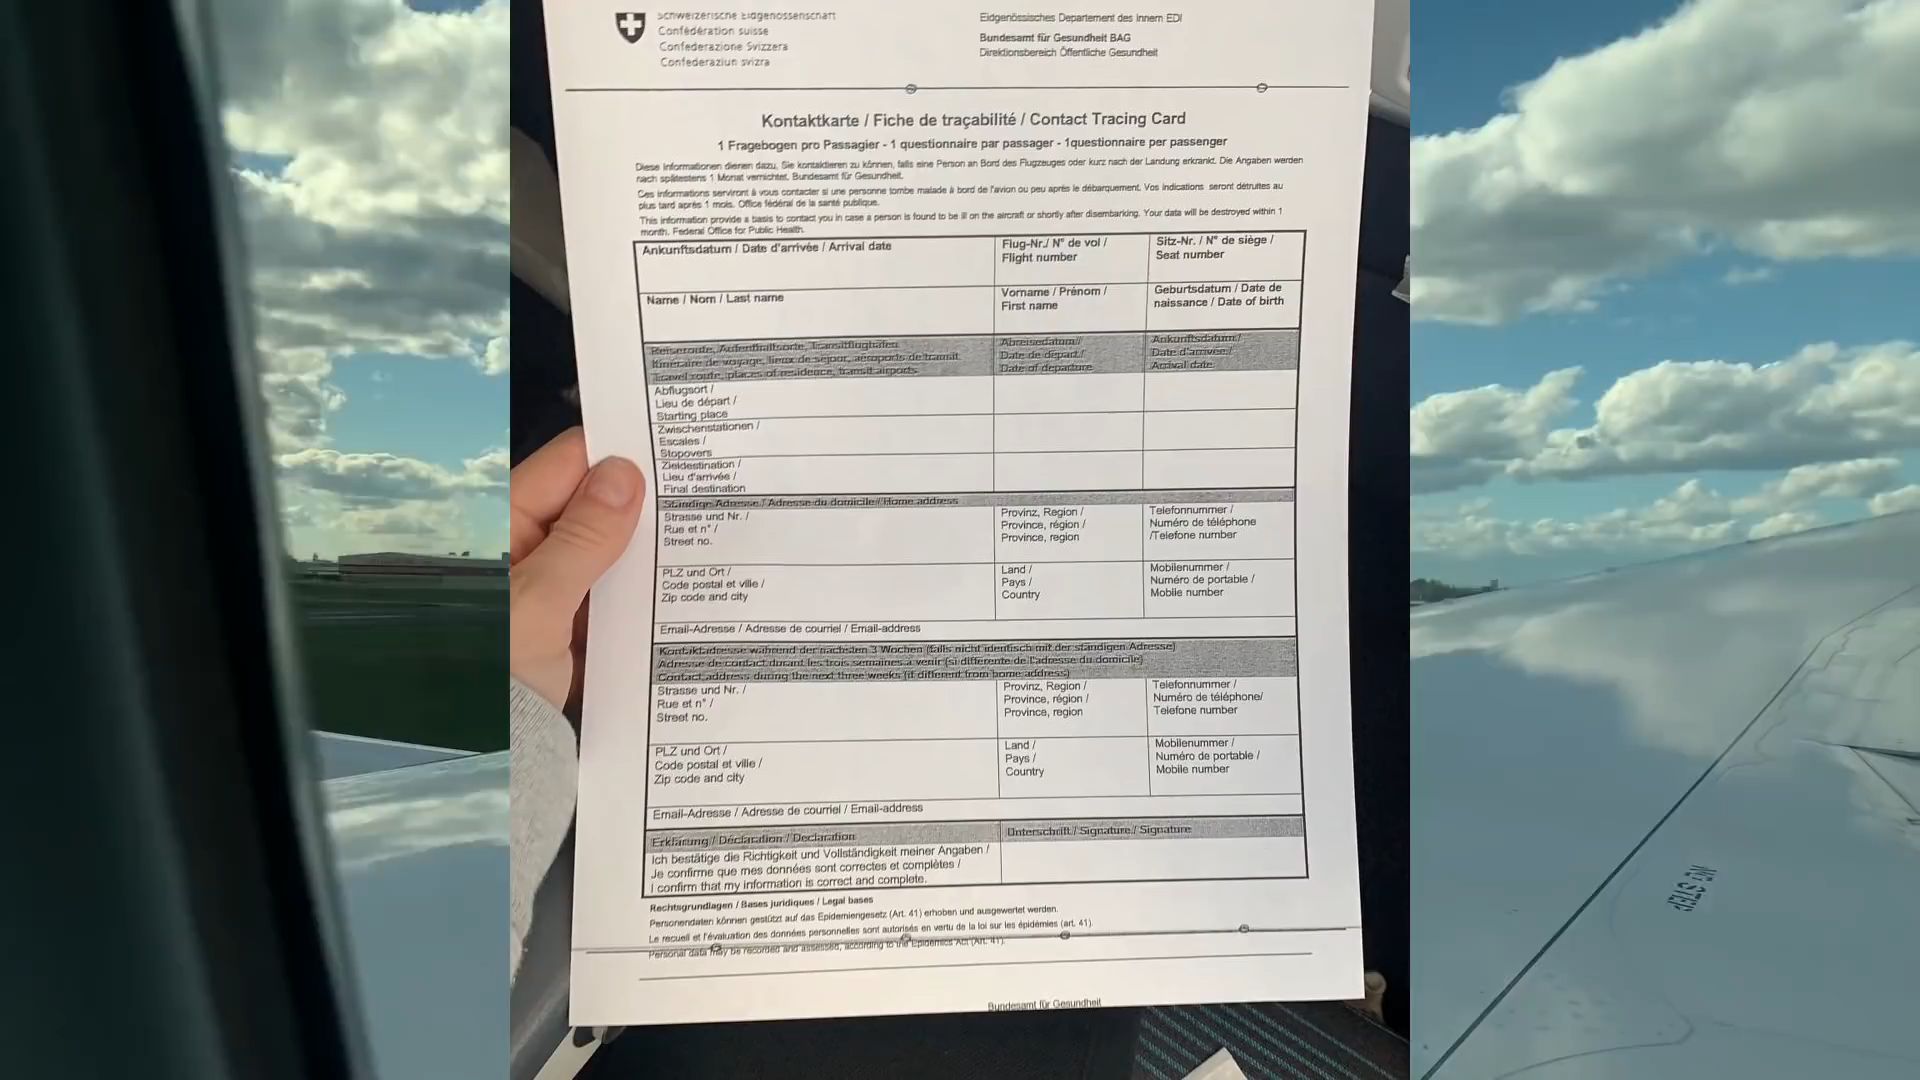 Schweizerische Eidgenossenschaft
Confédération suisse
Confederazione Svizzera
Confederaziun svizra
Eidgenössisches Departement des Innern EDI
Bundesamt für Gesundheit BAG
Direktionsbereich Öffentliche Gesundheit
Kontaktkarte / Fiche de traçabilité / Contact Tracing Card
1 Fragebogen pro Passagier - 1 questionnaire par passager - 1questionnaire per passenger
Diese Informationen dienen dazu, Sie kontaktieren zu können, falls eine Person an Bord des Flugzeuges oder kurz nach der Landung erkrankt. Die Angaben werden
nach spätestens 1 Monat vernichtet. Bundesamt für Gesundheit.
Ces informations serviront à vous contacter si une personne tombe malade à bord de l'avion ou peu après le débarquement. Vos indications seront détruites au
plus tard après 1 mois. Office fédéral de la santé publique.
This information provide a basis to contact you in case a person is found to be ill on the aircraft or shortly after disembarking. Your data will be destroyed within 1
month. Federal Office for Public Health.
Ankunftsdatum / Date d'arrivée / Arrival date
Flug-Nr./ N° de vol /
Flight number
Sitz-Nr. / N° de siège /
Seat number
Name / Nom / Last name
Vorname / Prénom /
First name
Geburtsdatum / Date de
naissance / Date of birth
Reiseroute, Aufenthaltsorte, Transitflughäfen
Itinéraire de voyage, lieux de séjour, aéroports de transit
Travel route, places of residence, transit airports
Abreisedatum/
Date de départ /
Date of departure
Ankunftsdatum /
Date d'arrivée /
Arrival date
Abflugsort /
Lieu de départ /
Starting place
Zwischenstationen /
Escales /
Stopovers
Zieldestination /
Lieu d'arrivée /
Final destination
Ständige Adresse / Adresse du domicile / Home address
Strasse und Nr. /
Rue et n° /
Street no.
Provinz, Region /
Province, région /
Province, region
Telefonnummer /
Numéro de téléphone
/Telefone number
PLZ und Ort /
Code postal et ville /
Zip code and city
Land /
Pays /
Country
Mobilenummer /
Numéro de portable /
Mobile number
Email-Adresse / Adresse de courriel / Email-address
Kontaktadresse während der nächsten 3 Wochen (falls nicht identisch mit der ständigen Adresse)
Adresse de contact durant les trois semaines à venir (si différente de l'adresse du domicile)
Contact address during the next three weeks (if different from home address)
Strasse und Nr. /
Rue et n° /
Street no.
Provinz, Region /
Province, région /
Province, region
Telefonnummer /
Numéro de téléphone/
Telefone number
PLZ und Ort /
Code postal et ville /
Zip code and city
Land /
Pays /
Country
Mobilenummer /
Numéro de portable /
Mobile number
Email-Adresse / Adresse de courriel / Email-address
Erklärung / Déclaration / Declaration
Unterschrift / Signature / Signature
Ich bestätige die Richtigkeit und Vollständigkeit meiner Angaben /
Je confirme que mes données sont correctes et complètes /
I confirm that my information is correct and complete.
Rechtsgrundlagen / Bases juridiques / Legal bases
Personendaten können gestützt auf das Epidemiengesetz (Art. 41) erhoben und ausgewertet werden.
Le recueil et l'évaluation des données personnelles sont autorisés en vertu de la loi sur les épidémies (art. 41).
Personal data may be recorded and assessed, according to the Epidemics Act (Art. 41).
Bundesamt für Gesundheit
NO STEP